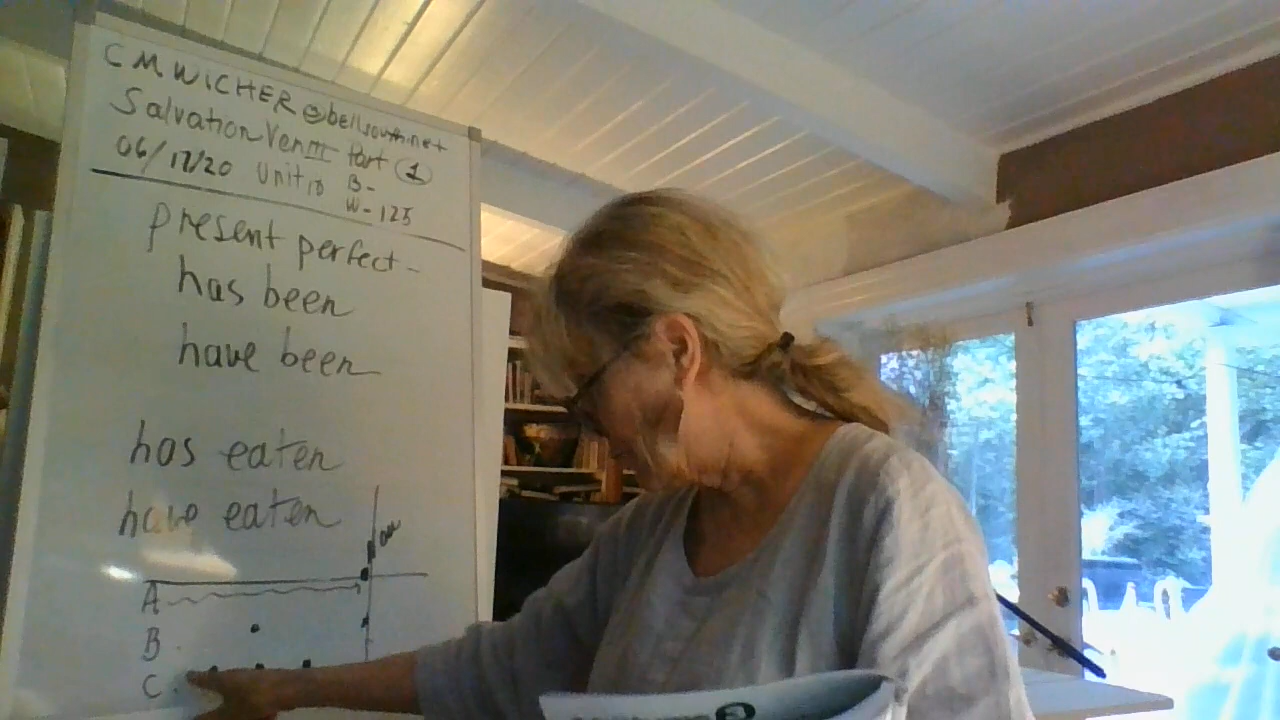 CMWICHER@bellsouth.net
Salvation Ven III Part 1
06/17/20 Unit 10 B-
W-125
present perfect-
has been
have been
has eaten
have eaten
A
B
C